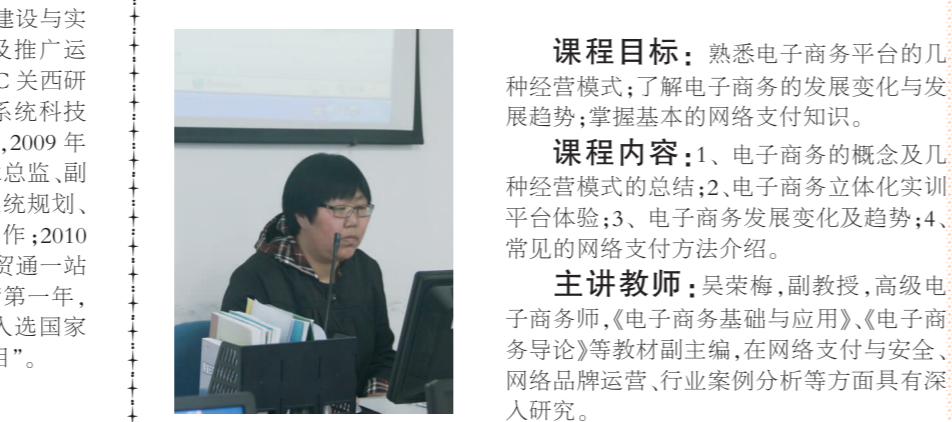 建设与实
及推广运
C关西研
系统科技
,2009年
总监、副
统规划、
作;2010
贸通一站
第一年,
入选国家
目”。
课程目标:熟悉电子商务平台的几
种经营模式;了解电子商务的发展变化与发
展趋势;掌握基本的网络支付知识。
课程内容:1、电子商务的概念及几
种经营模式的总结;2、电子商务立体化实训
平台体验;3、电子商务发展变化及趋势;4、
常见的网络支付方法介绍。
主讲教师:吴荣梅,副教授,高级电
子商务师,《电子商务基础与应用》、《电子商
务导论》等教材副主编,在网络支付与安全、
网络品牌运营、行业案例分析等方面具有深
入研究。